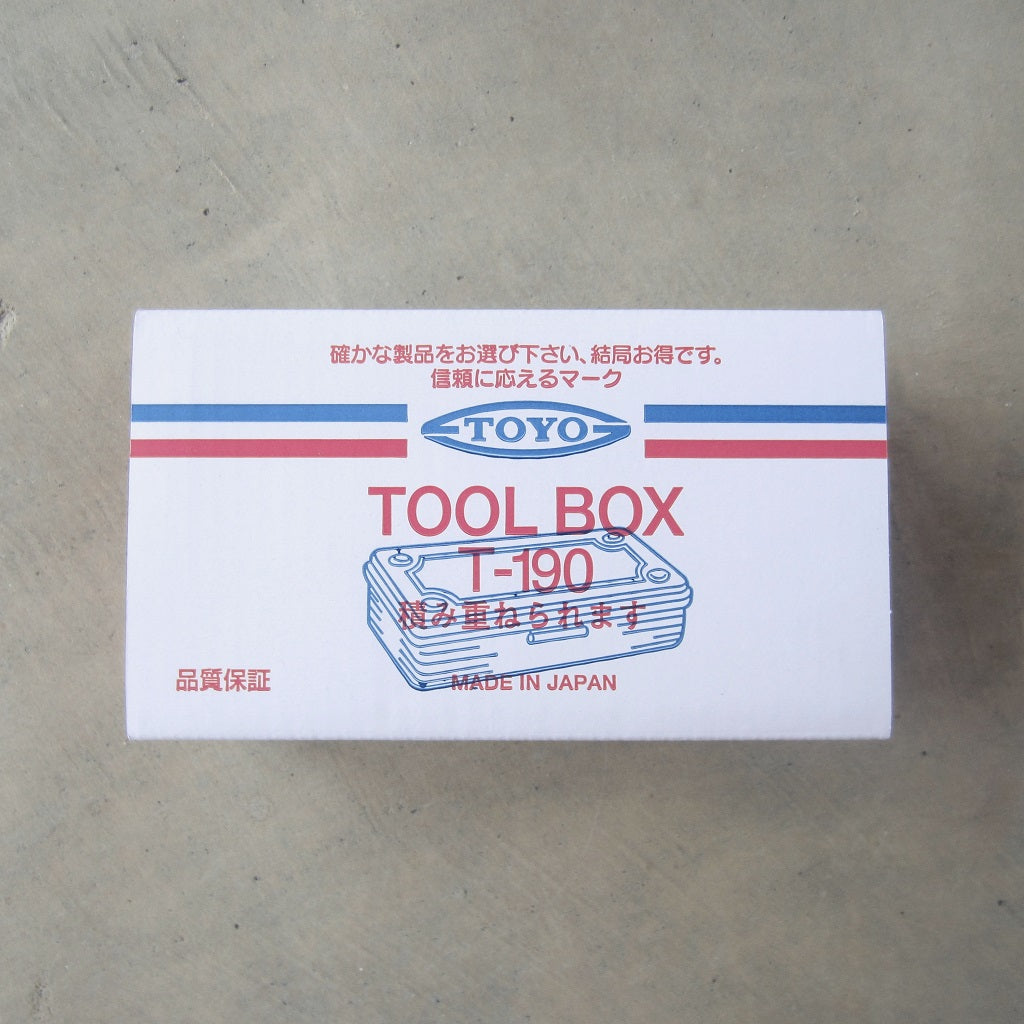 確かな製品をお選び下さい、結局お得です。
信頼に応えるマーク
TOYO
TOOL BOX
T-190
積み重ねられます
品質保証
MADE IN JAPAN